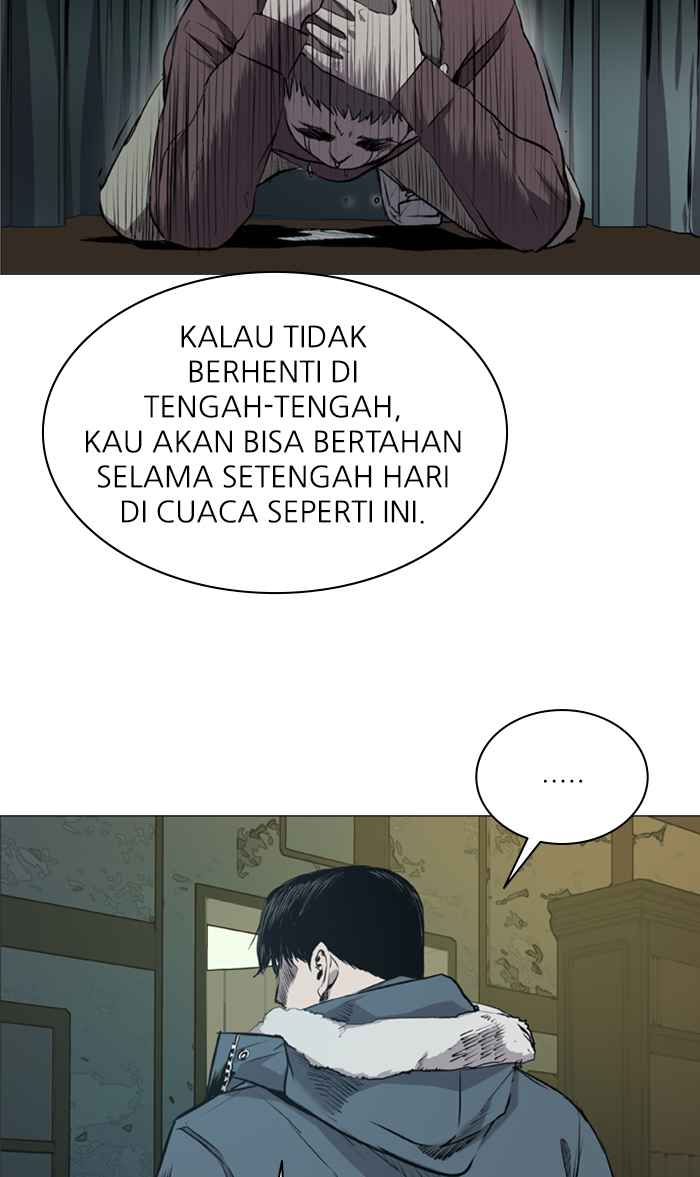 KALAU TIDAK
BERHENTI DI
TENGAH-TENGAH,
KAU AKAN BISA BERTAHAN
SELAMA SETENGAH HARI
DI CUACA SEPERTI INI.
.....